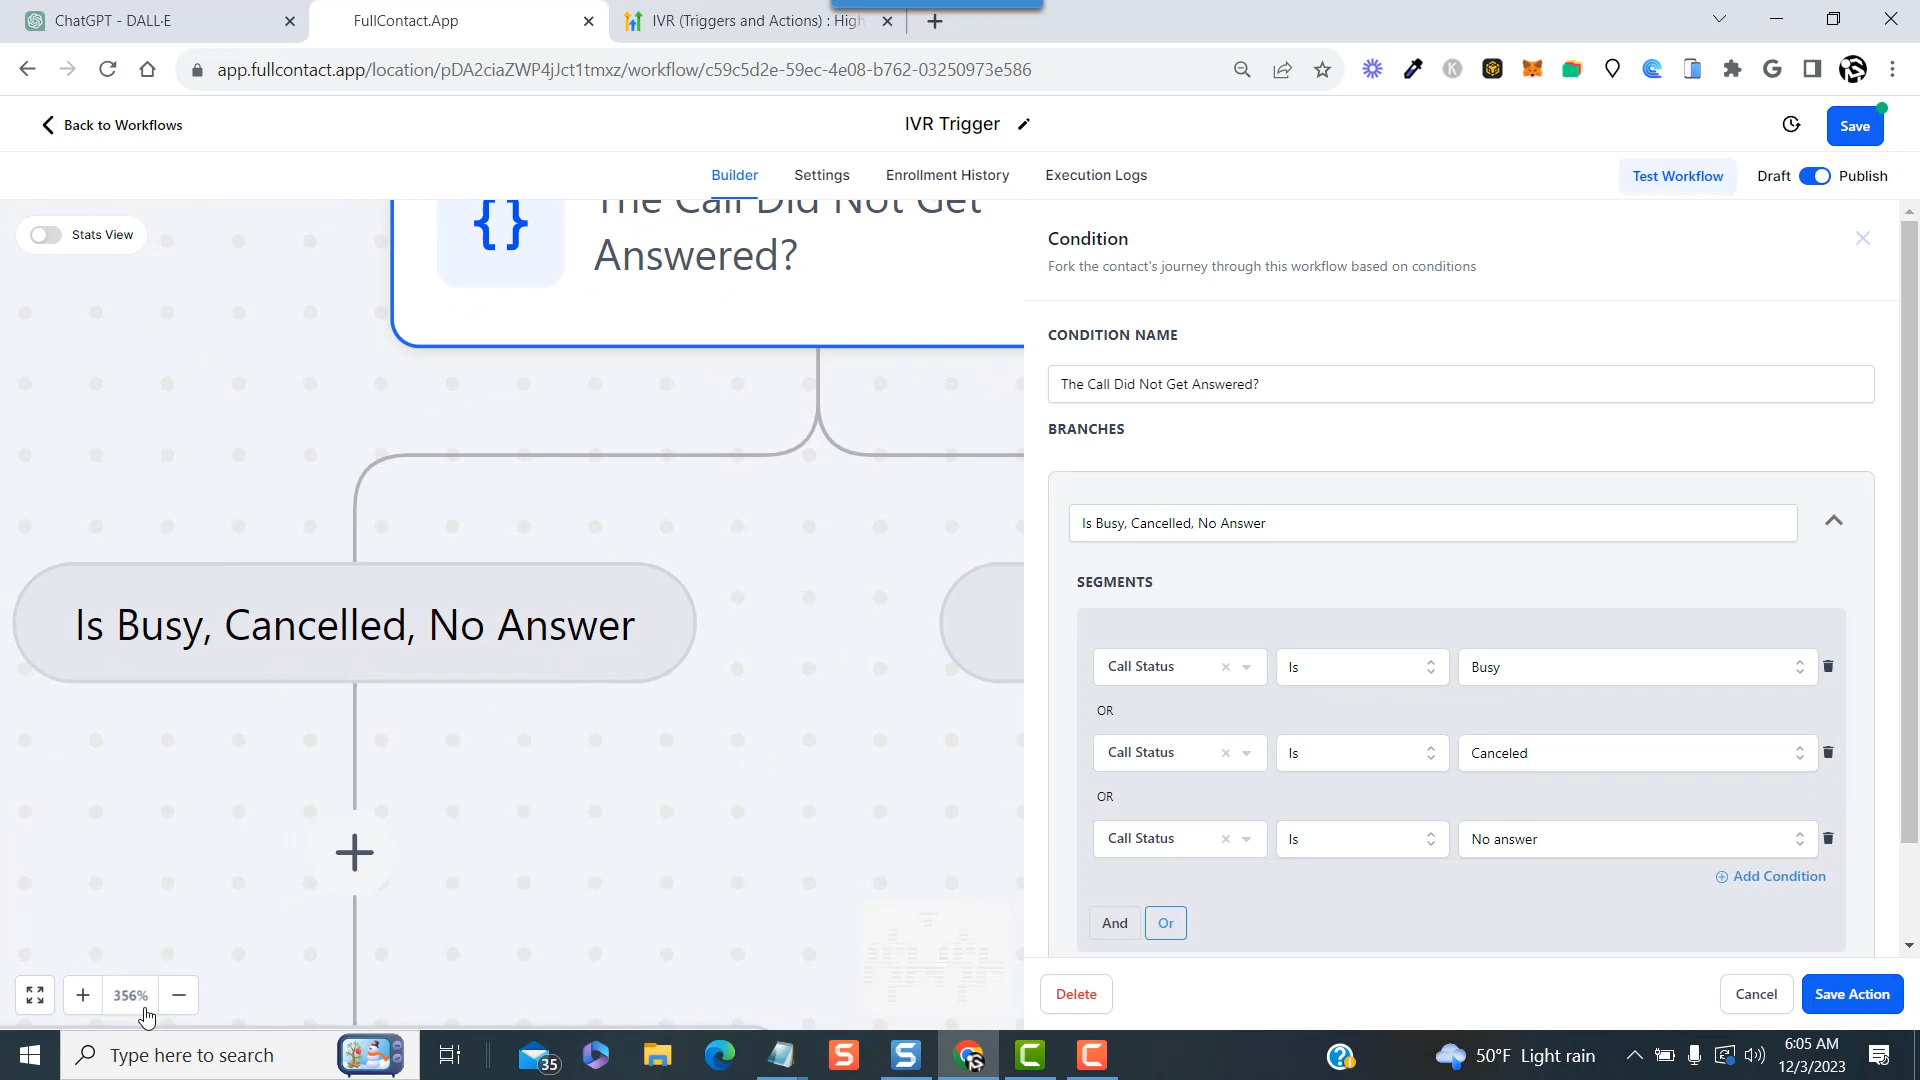 ChatGPT - DALL·E
FullContact.App
IVR (Triggers and Actions) : High
app.fullcontact.app/location/pDA2ciaZWP4jJct1tmxz/workflow/c59c5d2e-59ec-4e08-b762-03250973e586
Back to Workflows
IVR Trigger
Save
Builder
Settings
Enrollment History
Execution Logs
Test Workflow
Draft
Publish
Stats View
{}
The Call Did Not Get
Answered?
Is Busy, Cancelled, No Answer
356%
Condition
Fork the contact's journey through this workflow based on conditions
CONDITION NAME
The Call Did Not Get Answered?
BRANCHES
Is Busy, Cancelled, No Answer
SEGMENTS
Call Status Is Busy
OR
Call Status Is Canceled
OR
Call Status Is No answer
Add Condition
And Or
Delete
Cancel
Save Action
Type here to search
35
50°F Light rain
6:05 AM
12/3/2023